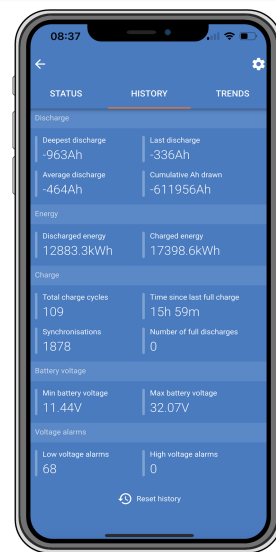 08:37
STATUS HISTORY TRENDS
Discharge
Deepest discharge Last discharge
-963Ah -336Ah
Average discharge Cumulative Ah drawn
-464Ah -611956Ah
Energy
Discharged energy Charged energy
12883.3kWh 17398.6kWh
Charge
Total charge cycles Time since last full charge
109 15h 59m
Synchronisations Number of full discharges
1878 0
Battery voltage
Min battery voltage Max battery voltage
11.44V 32.07V
Voltage alarms
Low voltage alarms High voltage alarms
68 0
Reset history